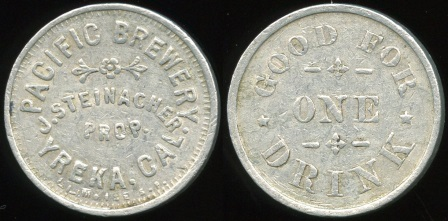 PACIFIC BREWERY.
J. STEINACHER.
PROP.
YREKA, CAL.
GOOD FOR
ONE
DRINK